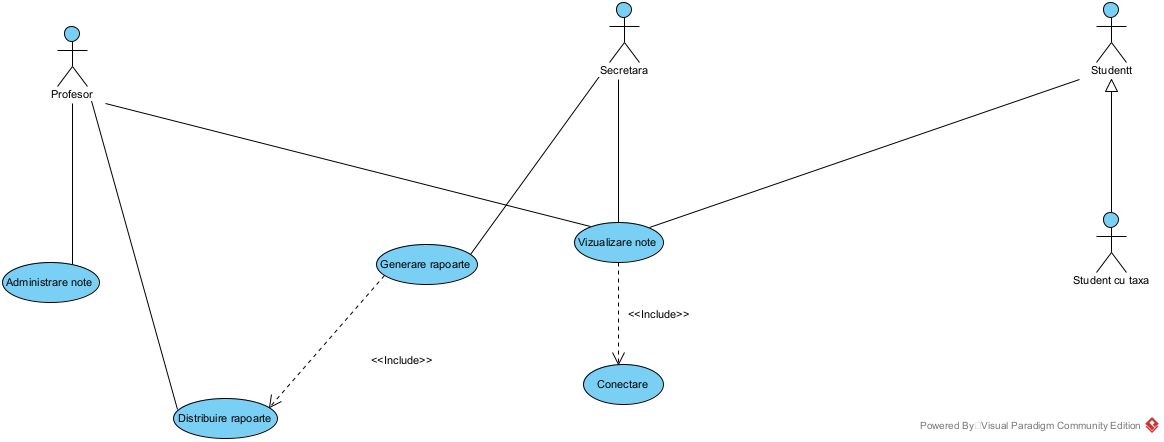 Profesor
Secretara
Studentt
Vizualizare note
Generare rapoarte
Administrare note
Student cu taxa
<<Include>>
<<Include>>
Conectare
Distribuire rapoarte
Powered By Visual Paradigm Community Edition